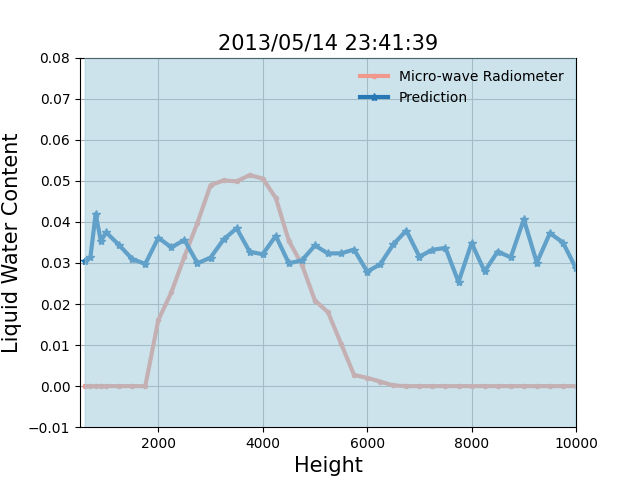 2013/05/14 23:41:39
Micro-wave Radiometer
Prediction
Liquid Water Content
0.08
0.07
0.06
0.05
0.04
0.03
0.02
0.01
0.00
−0.01
2000 4000 6000 8000 10000
Height